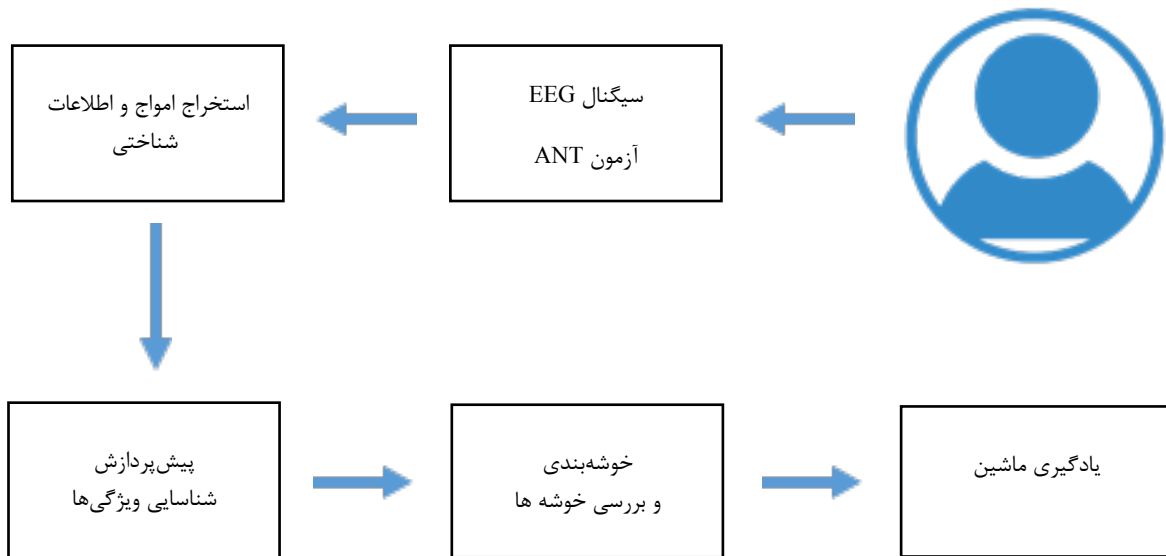 سیگنال EEG
آزمون ANT
استخراج امواج و اطلاعات
شناختی
پیش‌پردازش
شناسایی ویژگی‌ها
خوشه‌بندی
و بررسی خوشه ها
یادگیری ماشین